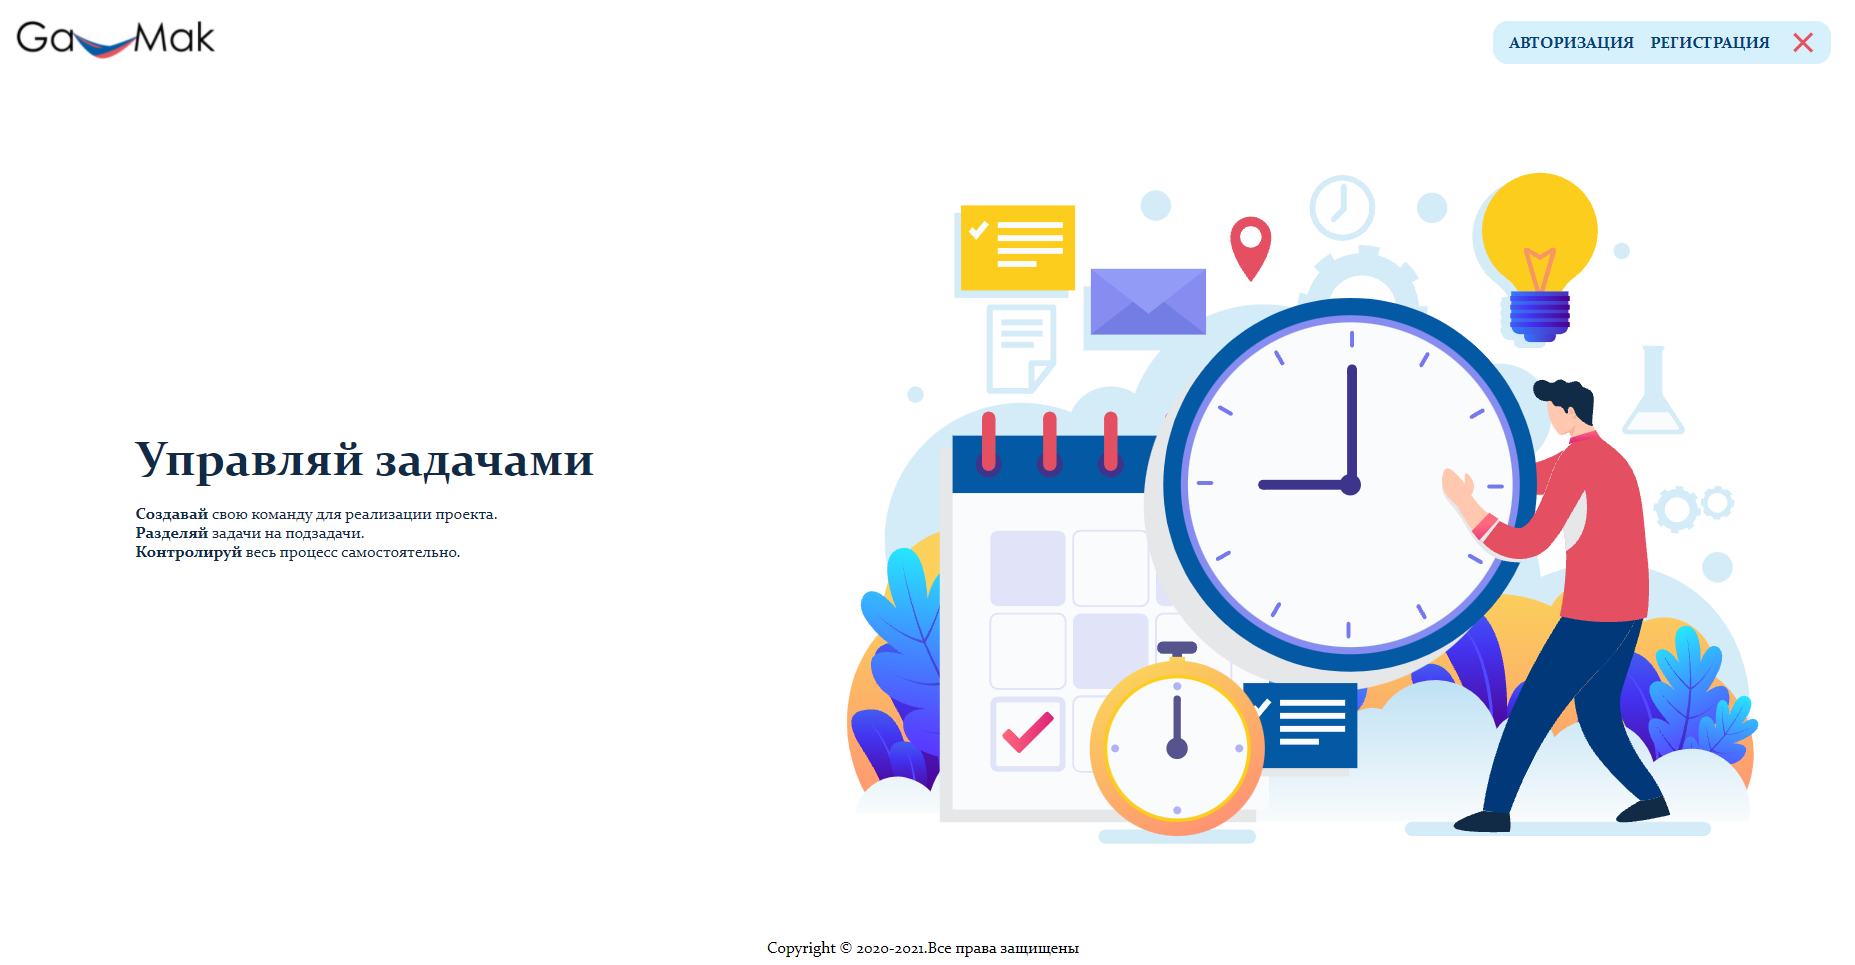 GaMak
АВТОРИЗАЦИЯ РЕГИСТРАЦИЯ
Управляй задачами
Создавай свою команду для реализации проекта.
Разделяй задачи на подзадачи.
Контролируй весь процесс самостоятельно.
Copyright © 2020-2021.Все права защищены